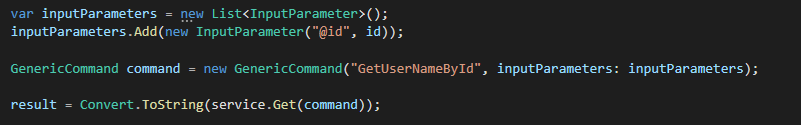 var inputParameters = new List<InputParameter>();
inputParameters.Add(new InputParameter("@id", id));
GenericCommand command = new GenericCommand("GetUserNameById", inputParameters: inputParameters);
result = Convert.ToString(service.Get(command));